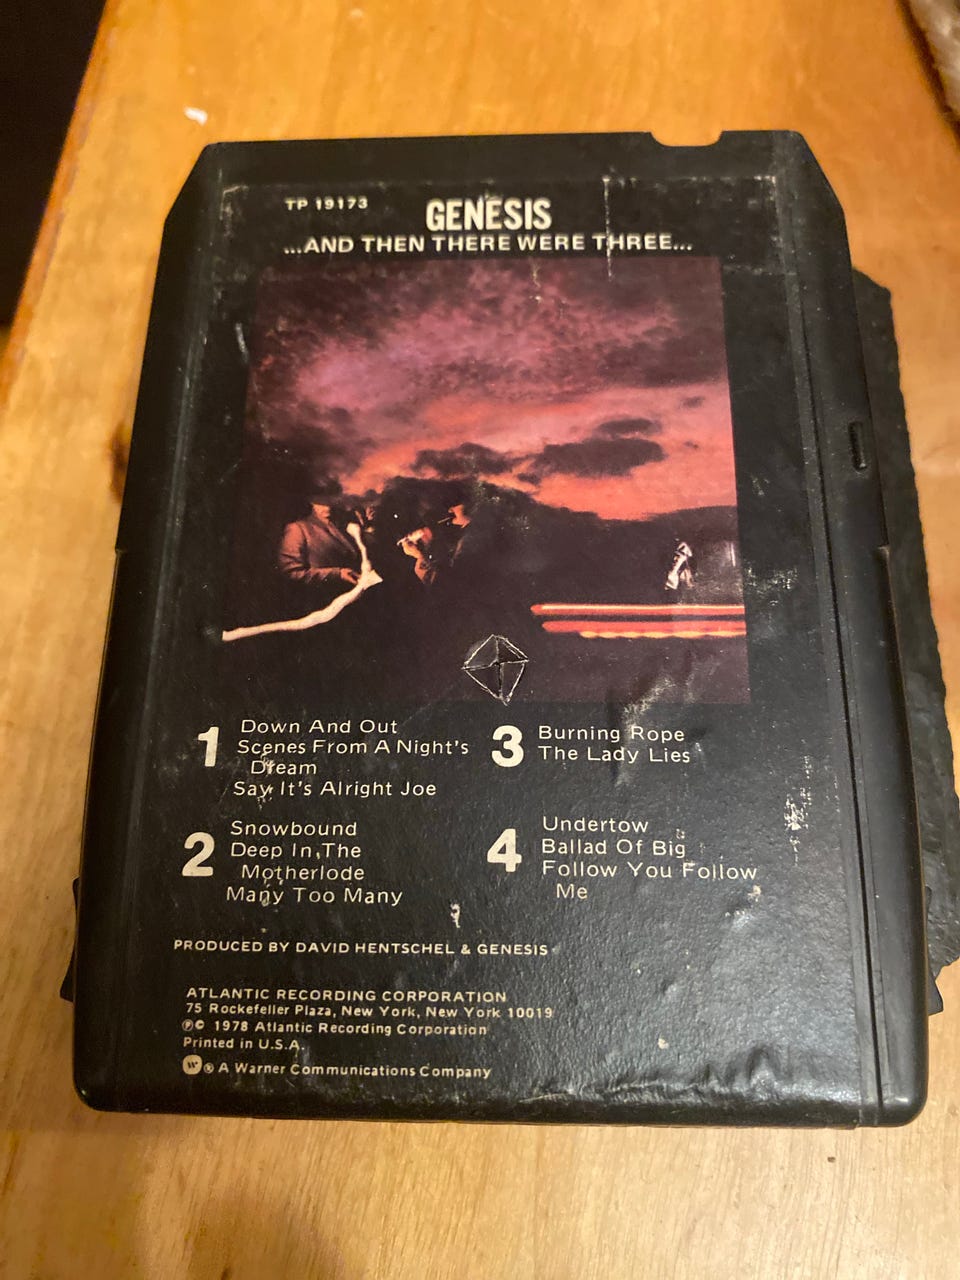 TP 19173
GENESIS
...AND THEN THERE WERE THREE...
1
Down And Out
Scenes From A Night's
Dream
Say It's Alright Joe
2
Snowbound
Deep In The
Motherlode
Many Too Many
3
Burning Rope
The Lady Lies
4
Undertow
Ballad Of Big
Follow You Follow
Me
PRODUCED BY DAVID HENTSCHEL & GENESIS
ATLANTIC RECORDING CORPORATION
75 Rockefeller Plaza, New York, New York 10019
℗© 1978 Atlantic Recording Corporation
Printed in U.S.A.
W ® A Warner Communications Company